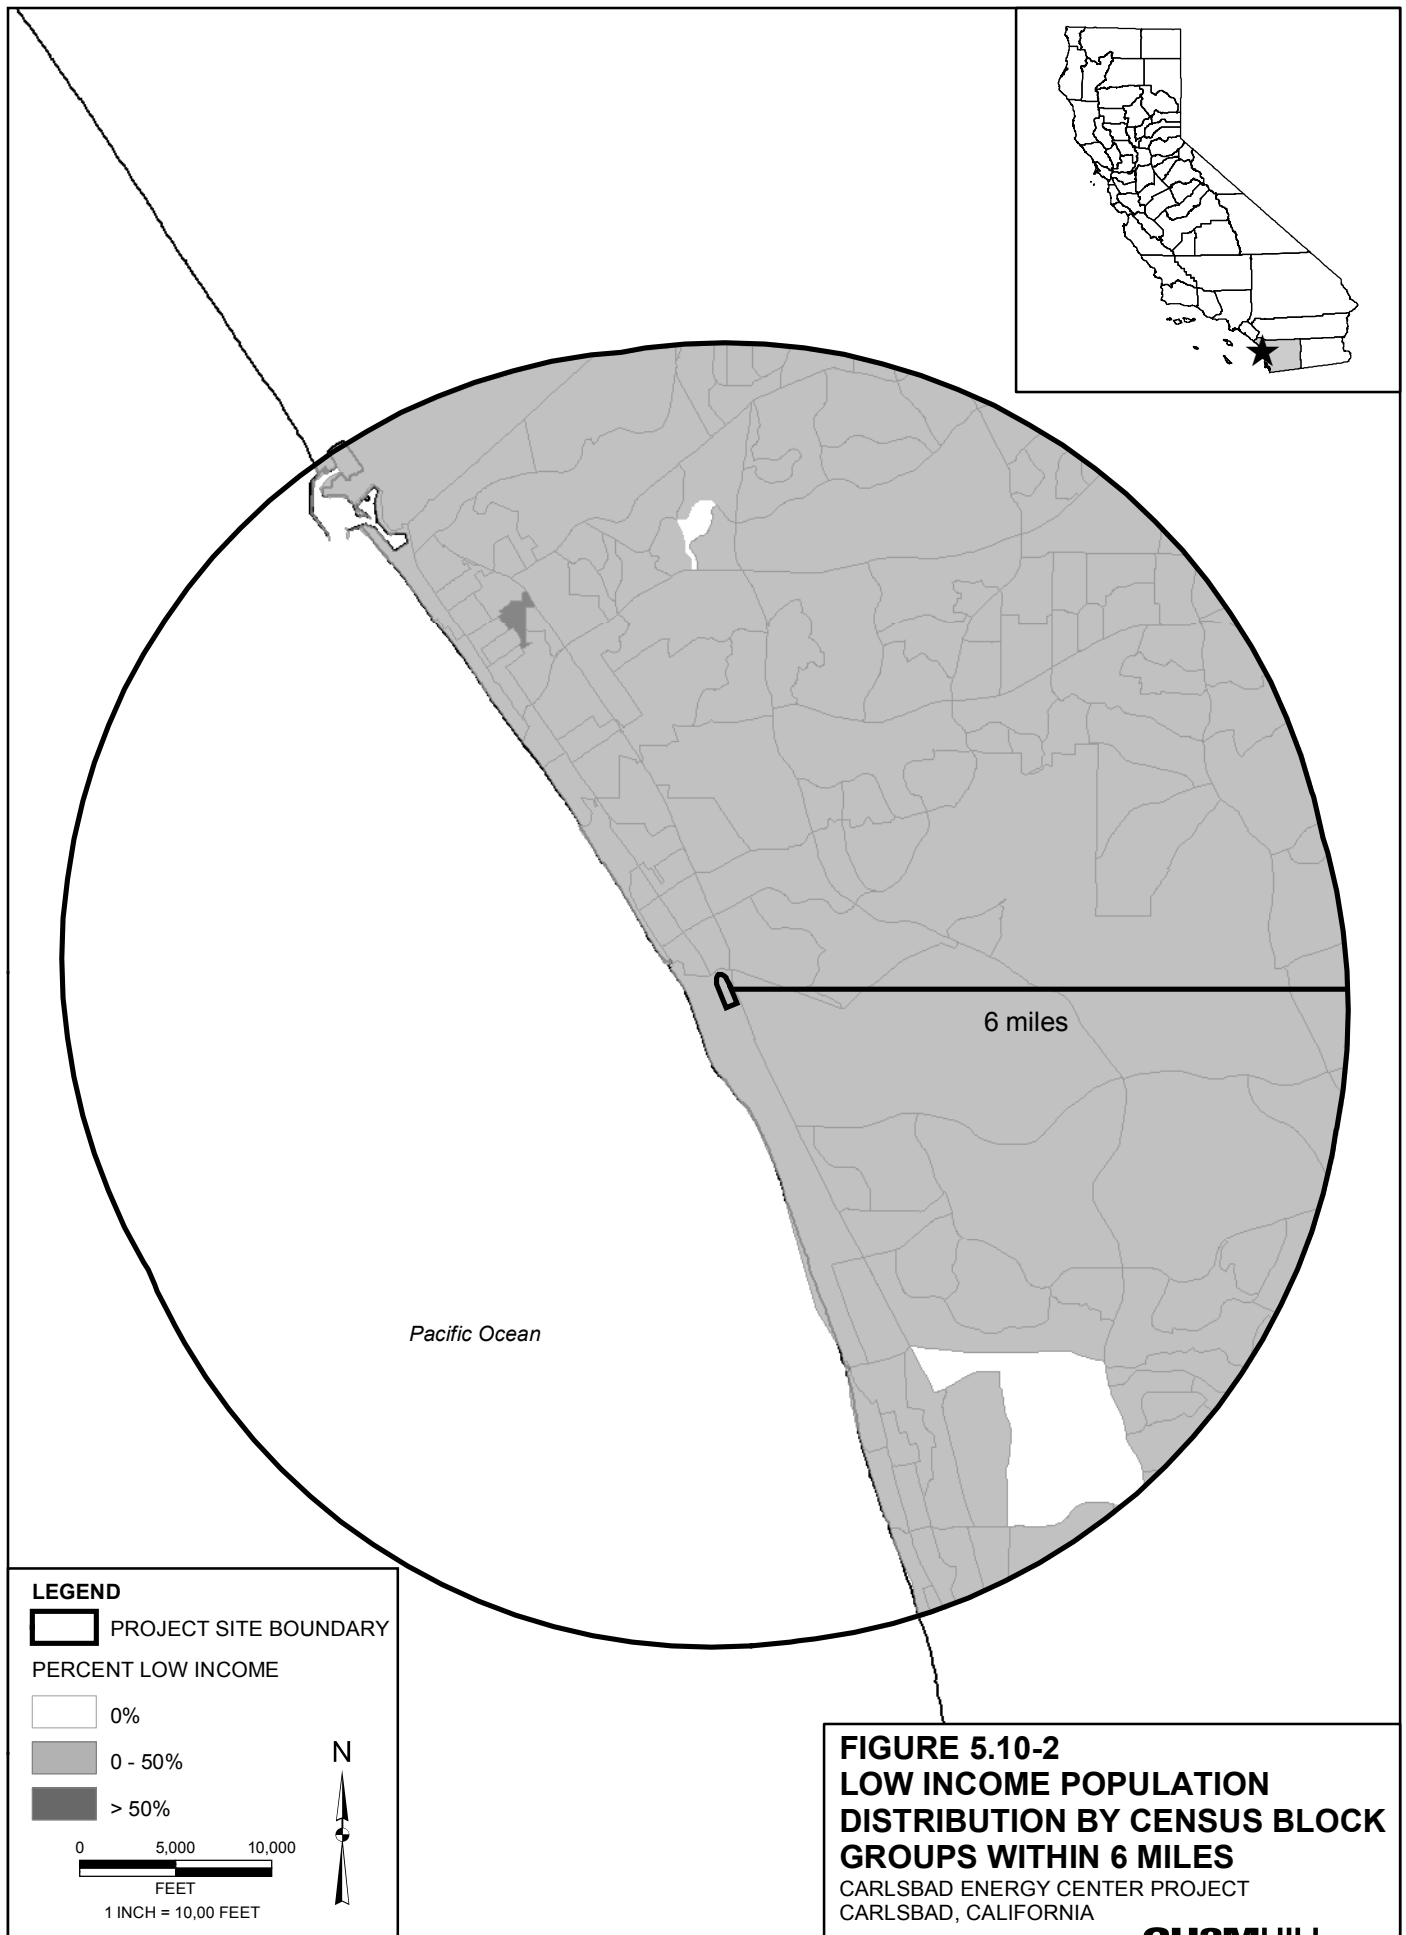 6 miles
Pacific Ocean
LEGEND
PROJECT SITE BOUNDARY
PERCENT LOW INCOME
0%
0 - 50%
> 50%
N
0 5,000 10,000
FEET
1 INCH = 10,00 FEET
FIGURE 5.10-2
LOW INCOME POPULATION
DISTRIBUTION BY CENSUS BLOCK
GROUPS WITHIN 6 MILES
CARLSBAD ENERGY CENTER PROJECT
CARLSBAD, CALIFORNIA